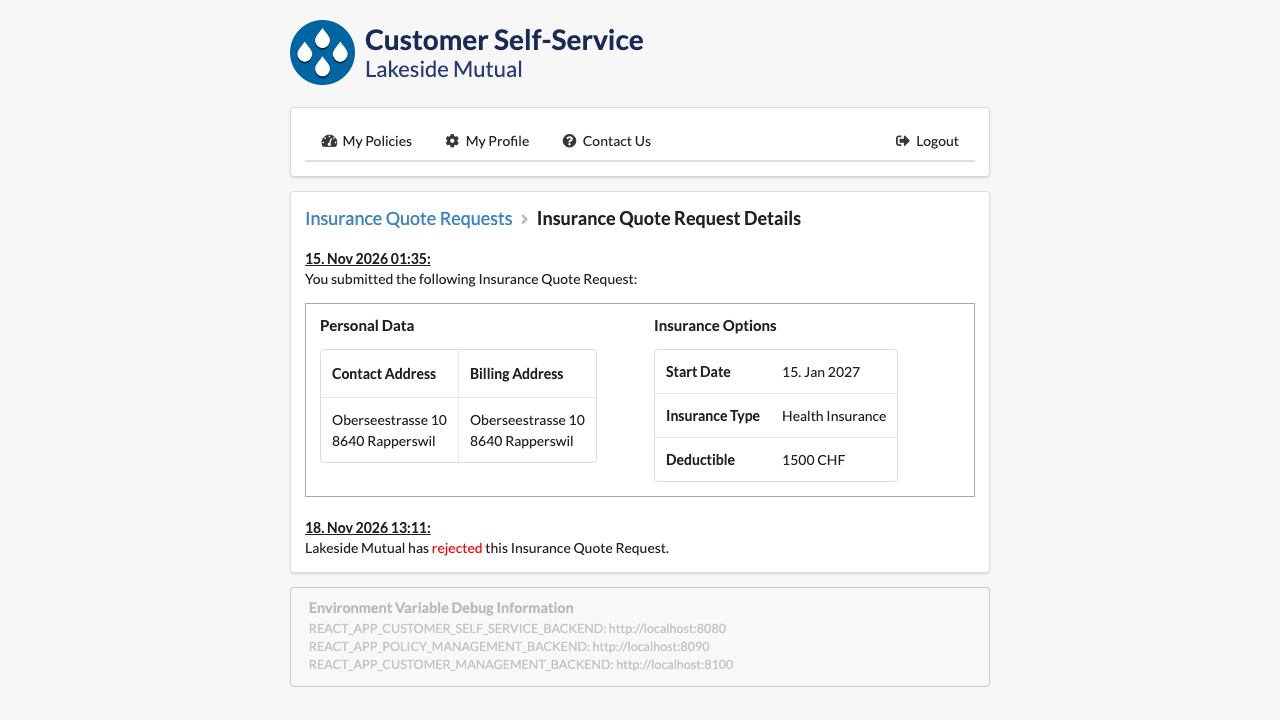 Customer Self-Service
Lakeside Mutual
My Policies My Profile Contact Us Logout
Insurance Quote Requests Insurance Quote Request Details
15. Nov 2026 01:35:
You submitted the following Insurance Quote Request:
Personal Data
Contact Address Billing Address
Oberseestrasse 10 Oberseestrasse 10
8640 Rapperswil 8640 Rapperswil
Insurance Options
Start Date 15. Jan 2027
Insurance Type Health Insurance
Deductible 1500 CHF
18. Nov 2026 13:11:
Lakeside Mutual has rejected this Insurance Quote Request.
Environment Variable Debug Information
REACT_APP_CUSTOMER_SELF_SERVICE_BACKEND: http://localhost:8080
REACT_APP_POLICY_MANAGEMENT_BACKEND: http://localhost:8090
REACT_APP_CUSTOMER_MANAGEMENT_BACKEND: http://localhost:8100